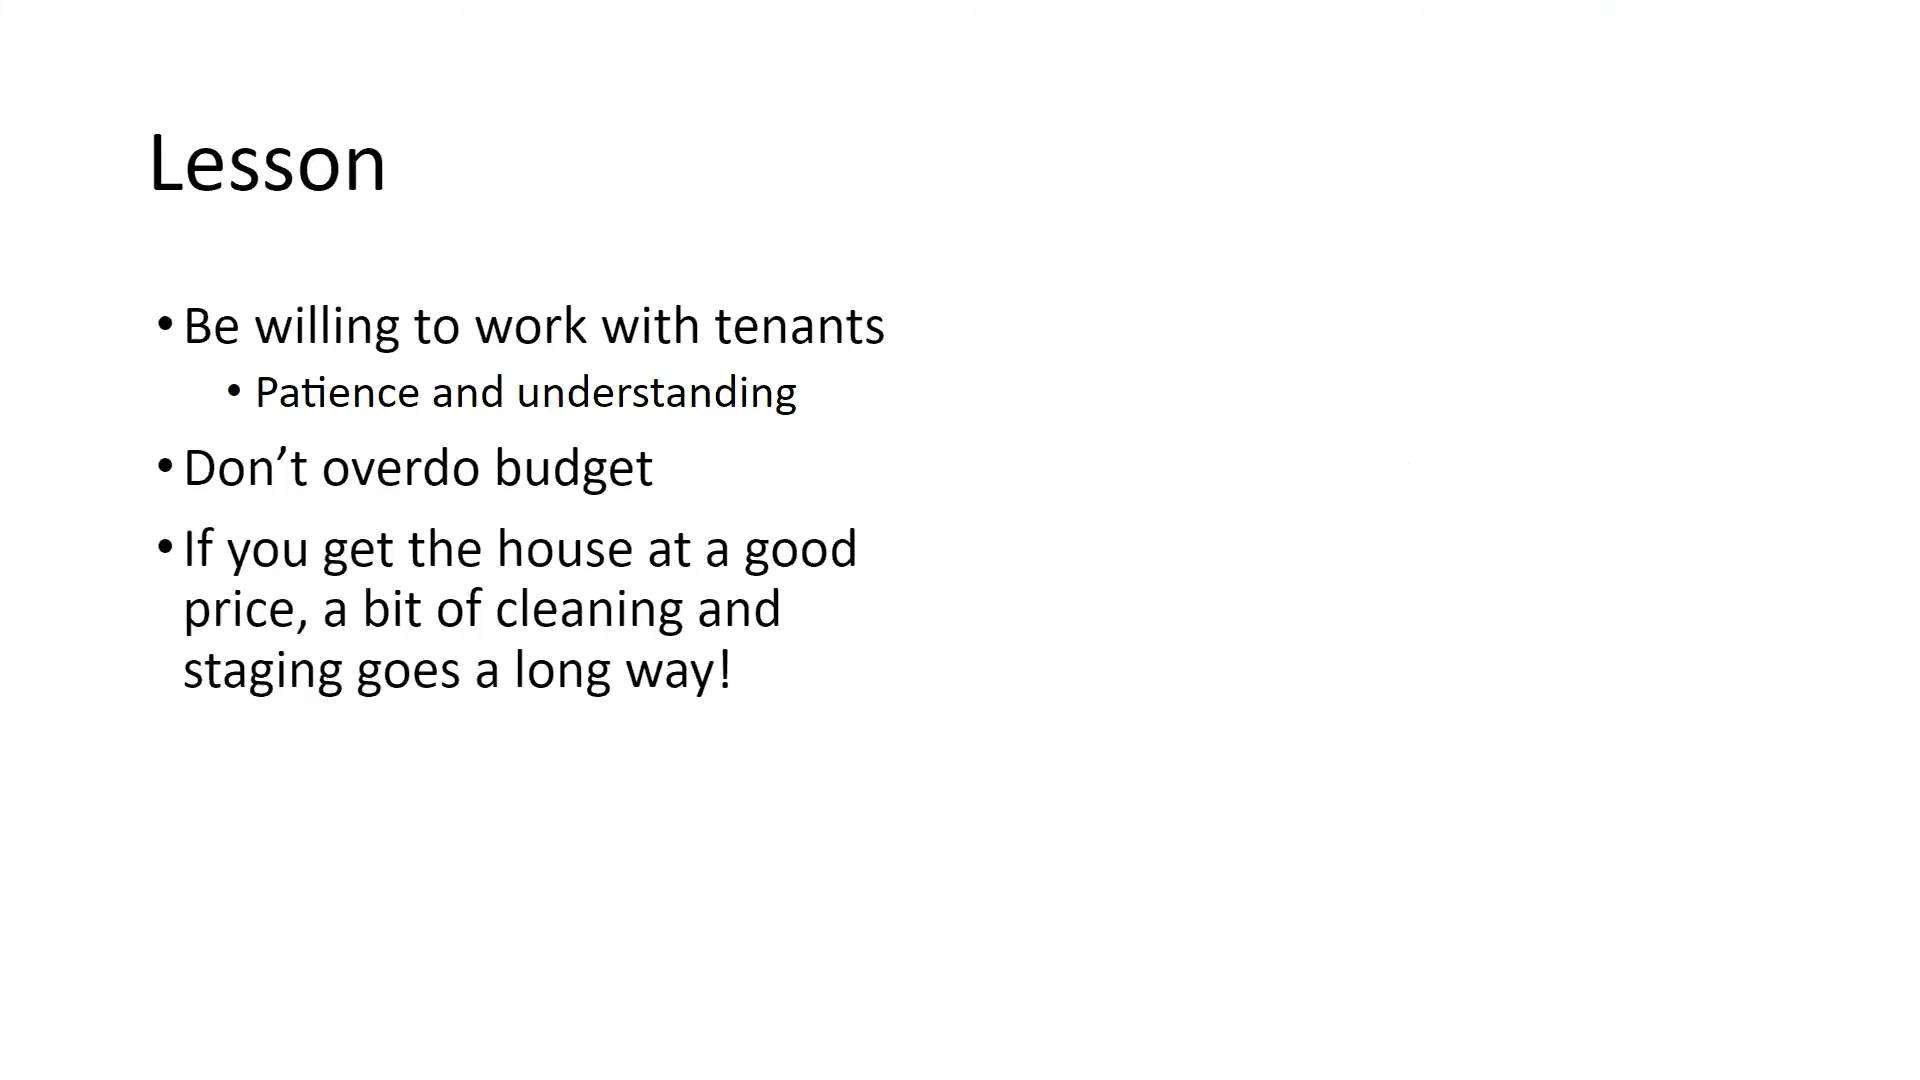 Lesson
• Be willing to work with tenants
• Patience and understanding
• Don’t overdo budget
• If you get the house at a good
price, a bit of cleaning and
staging goes a long way!